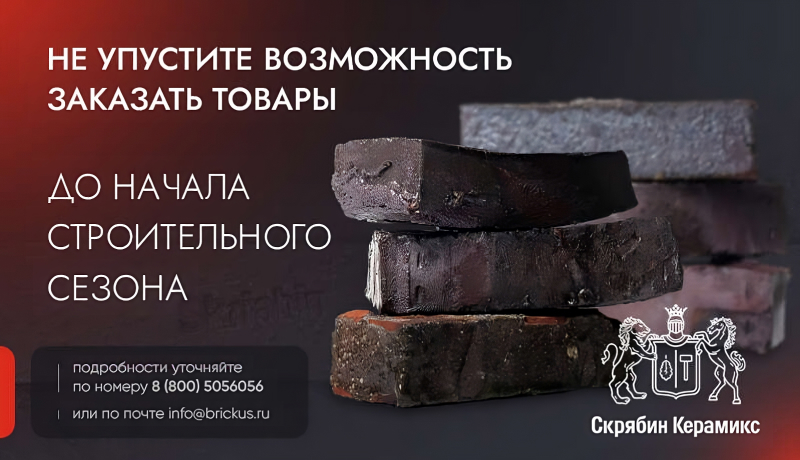 НЕ УПУСТИТЕ ВОЗМОЖНОСТЬ
ЗАКАЗАТЬ ТОВАРЫ
ДО НАЧАЛА
СТРОИТЕЛЬНОГО
СЕЗОНА
подробности уточняйте
по номеру 8 (800) 5056056
или по почте info@brickus.ru
Скрябин Керамикс